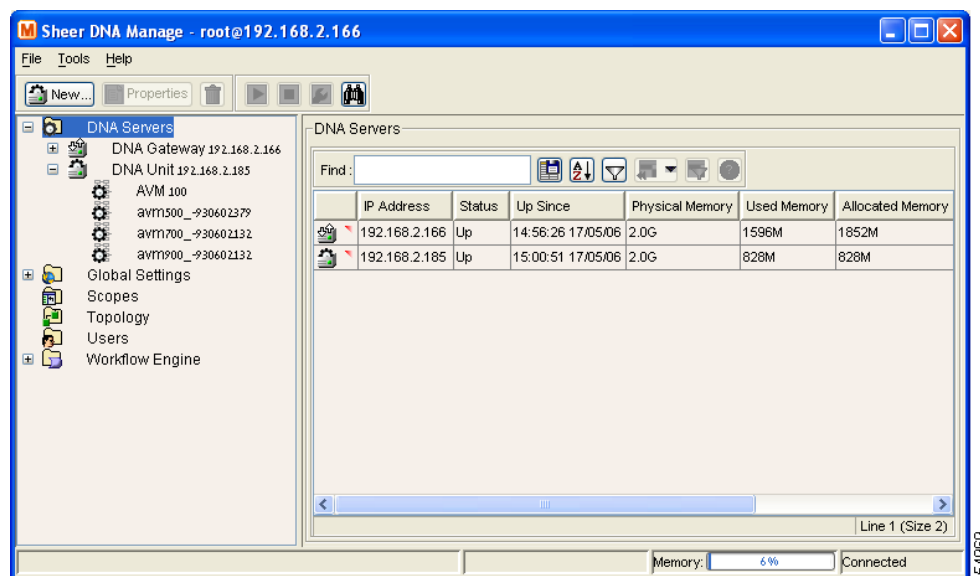 Sheer DNA Manage - root@192.168.2.166
File Tools Help
New... Properties
DNA Servers
DNA Gateway 192.168.2.166
DNA Unit 192.168.2.185
AVM 100
avm500_-930602379
avm700_-930602132
avm900_-930602132
Global Settings
Scopes
Topology
Users
Workflow Engine
DNA Servers
Find :
IP Address Status Up Since Physical Memory Used Memory Allocated Memory
192.168.2.166 Up 14:56:26 17/05/06 2.0G 1596M 1852M
192.168.2.185 Up 15:00:51 17/05/06 2.0G 828M 828M
Line 1 (Size 2)
Memory: 6% Connected